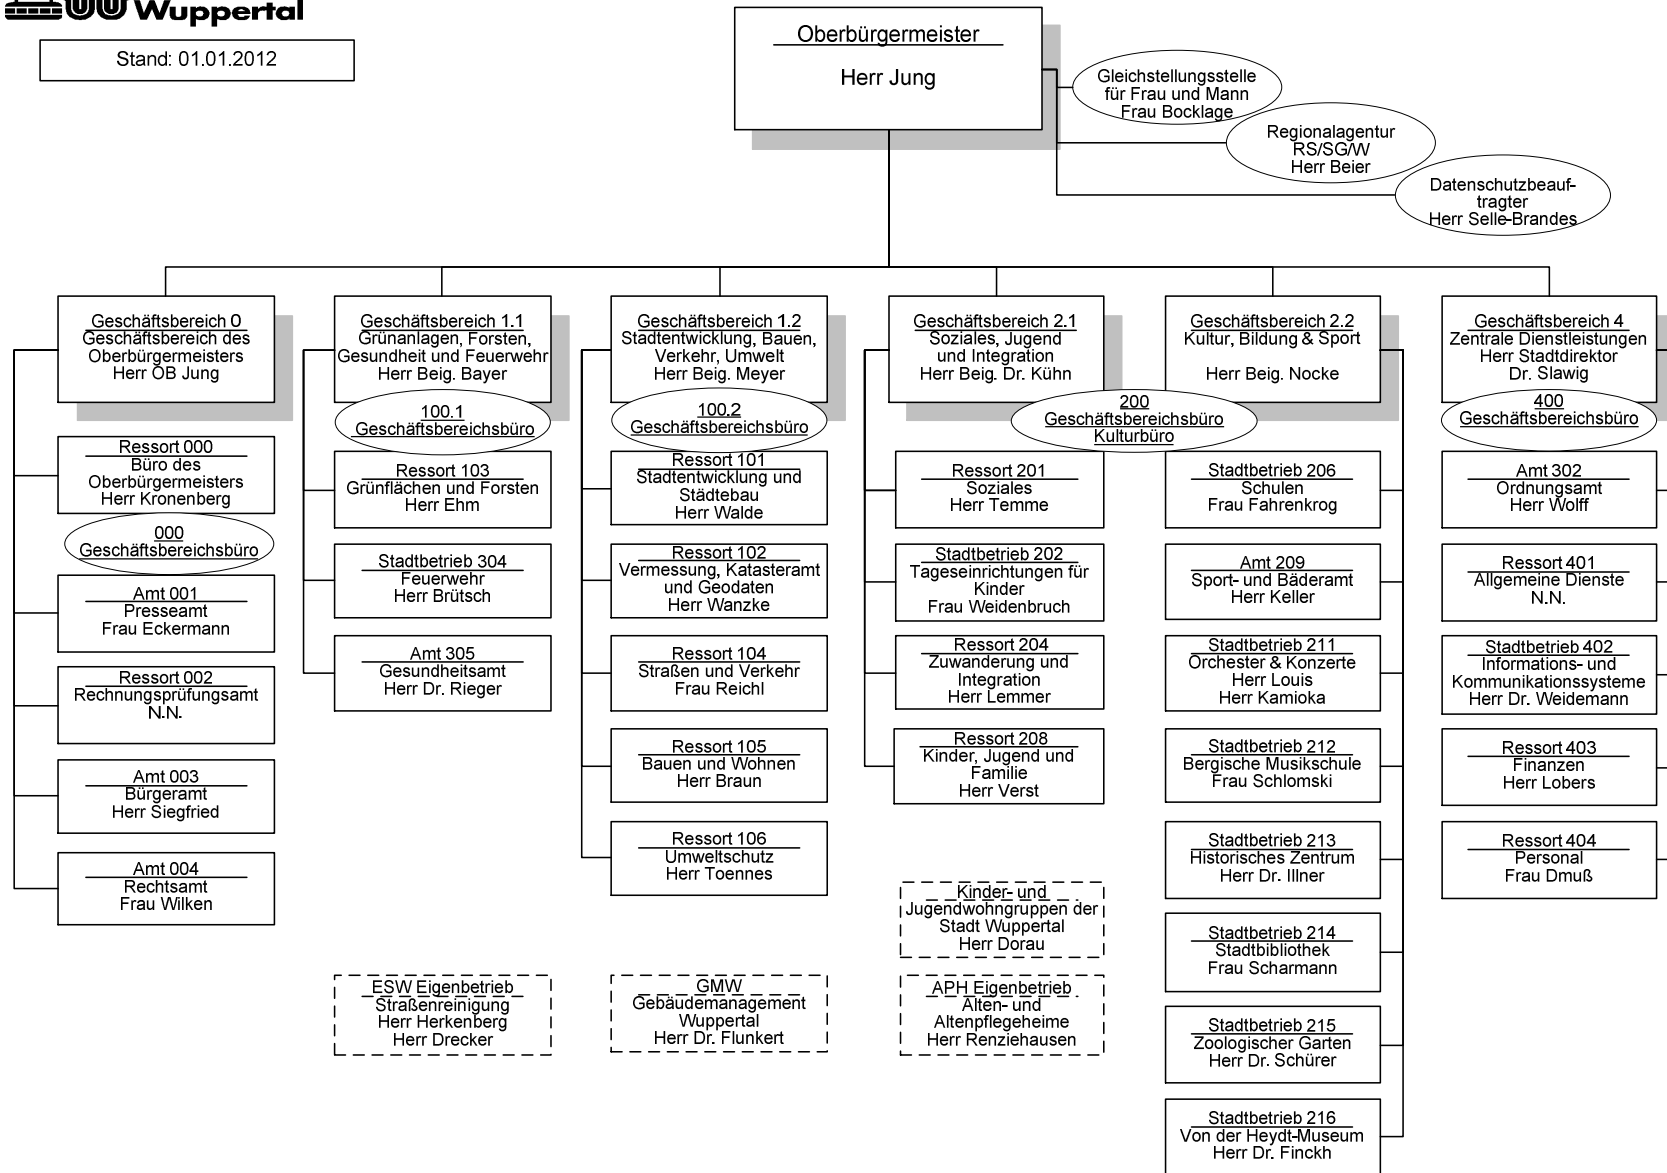 Wuppertal
Stand: 01.01.2012
Oberbürgermeister
Herr Jung
Gleichstellungsstelle
für Frau und Mann
Frau Bocklage
Regionalagentur
RS/SG/W
Herr Beier
Datenschutzbeauf-
tragter
Herr Selle-Brandes
Geschäftsbereich 0
Geschäftsbereich des
Oberbürgermeisters
Herr OB Jung
Ressort 000
Büro des
Oberbürgermeisters
Herr Kronenberg
000
Geschäftsbereichsbüro
Amt 001
Presseamt
Frau Eckermann
Ressort 002
Rechnungsprüfungsamt
N.N.
Amt 003
Bürgeramt
Herr Siegfried
Amt 004
Rechtsamt
Frau Wilken
Geschäftsbereich 1.1
Grünanlagen, Forsten,
Gesundheit und Feuerwehr
Herr Beig. Bayer
100.1
Geschäftsbereichsbüro
Ressort 103
Grünflächen und Forsten
Herr Ehm
Stadtbetrieb 304
Feuerwehr
Herr Brütsch
Amt 305
Gesundheitsamt
Herr Dr. Rieger
ESW Eigenbetrieb
Straßenreinigung
Herr Herkenberg
Herr Drecker
Geschäftsbereich 1.2
Stadtentwicklung, Bauen,
Verkehr, Umwelt
Herr Beig. Meyer
100.2
Geschäftsbereichsbüro
Ressort 101
Stadtentwicklung und
Städtebau
Herr Walde
Ressort 102
Vermessung, Katasteramt
und Geodaten
Herr Wanzke
Ressort 104
Straßen und Verkehr
Frau Reichl
Ressort 105
Bauen und Wohnen
Herr Braun
Ressort 106
Umweltschutz
Herr Toennes
GMW
Gebäudemanagement
Wuppertal
Herr Dr. Flunkert
Geschäftsbereich 2.1
Soziales, Jugend
und Integration
Herr Beig. Dr. Kühn
200
Geschäftsbereichsbüro
Kulturbüro
Ressort 201
Soziales
Herr Temme
Stadtbetrieb 202
Tageseinrichtungen für
Kinder
Frau Weidenbruch
Ressort 204
Zuwanderung und
Integration
Herr Lemmer
Ressort 208
Kinder, Jugend und
Familie
Herr Verst
Kinder- und
Jugendwohngruppen der
Stadt Wuppertal
Herr Dorau
APH Eigenbetrieb
Alten- und
Altenpflegeheime
Herr Renziehausen
Geschäftsbereich 2.2
Kultur, Bildung & Sport
Herr Beig. Nocke
Stadtbetrieb 206
Schulen
Frau Fahrenkrog
Amt 209
Sport- und Bäderamt
Herr Keller
Stadtbetrieb 211
Orchester & Konzerte
Herr Louis
Herr Kamioka
Stadtbetrieb 212
Bergische Musikschule
Frau Schlomski
Stadtbetrieb 213
Historisches Zentrum
Herr Dr. Illner
Stadtbetrieb 214
Stadtbibliothek
Frau Scharmann
Stadtbetrieb 215
Zoologischer Garten
Herr Dr. Schürer
Stadtbetrieb 216
Von der Heydt-Museum
Herr Dr. Finckh
Geschäftsbereich 4
Zentrale Dienstleistungen
Herr Stadtdirektor
Dr. Slawig
400
Geschäftsbereichsbüro
Amt 302
Ordnungsamt
Herr Wolff
Ressort 401
Allgemeine Dienste
N.N.
Stadtbetrieb 402
Informations- und
Kommunikationssysteme
Herr Dr. Weidemann
Ressort 403
Finanzen
Herr Lobers
Ressort 404
Personal
Frau Dmuß